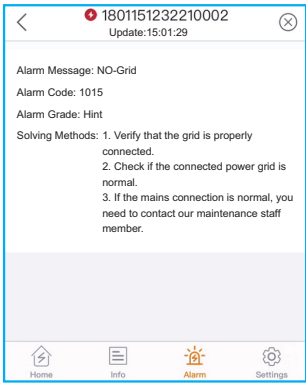 1801151232210002
Update:15:01:29
Alarm Message: NO-Grid
Alarm Code: 1015
Alarm Grade: Hint
Solving Methods: 1. Verify that the grid is properly
connected.
2. Check if the connected power grid is
normal.
3. If the mains connection is normal, you
need to contact our maintenance staff
member.
Home Info Alarm Settings